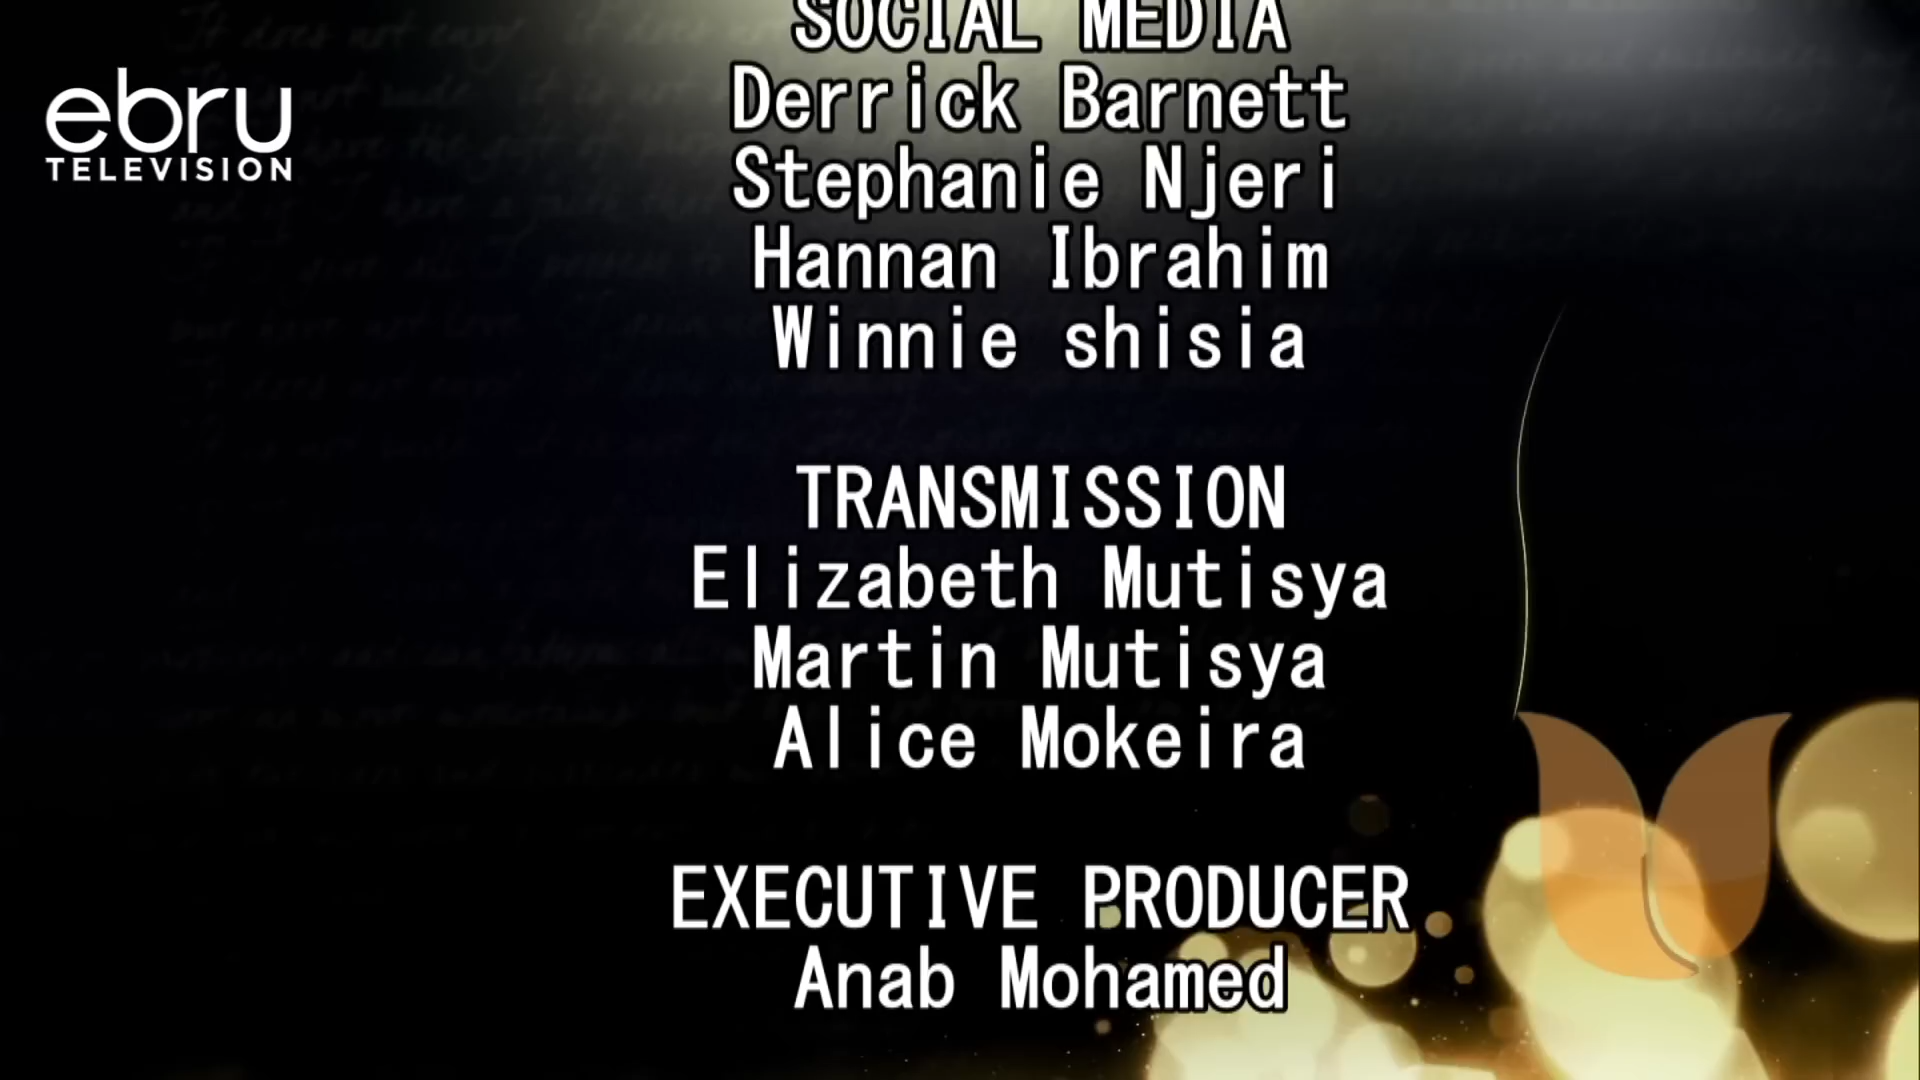 SOCIAL MEDIA
ebru
TELEVISION
Derrick Barnett
Stephanie Njeri
Hannan Ibrahim
Winnie shisia
TRANSMISSION
Elizabeth Mutisya
Martin Mutisya
Alice Mokeira
EXECUTIVE PRODUCER
Anab Mohamed